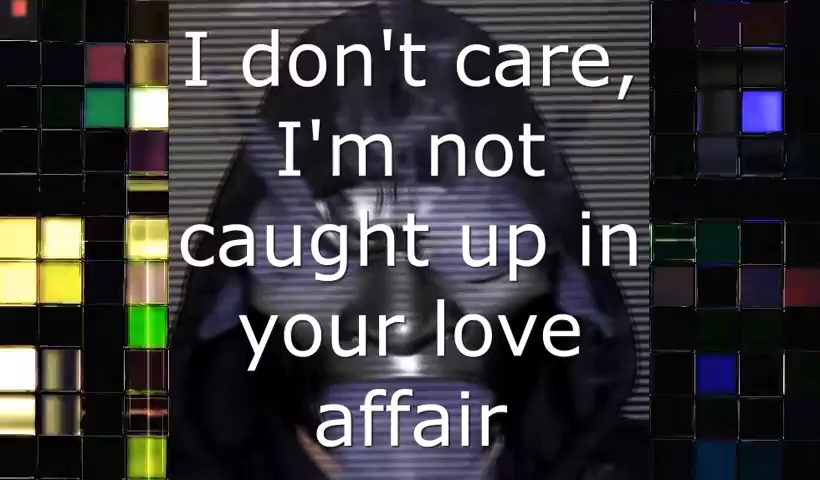 I don't care,
I'm not
caught up in
your love
affair